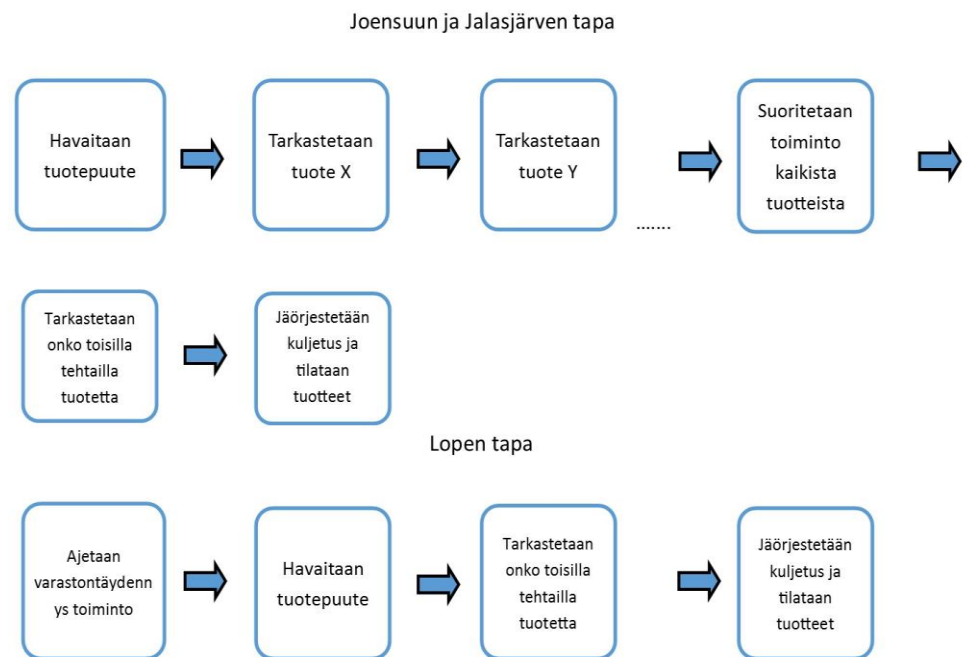 Joensuun ja Jalasjärven tapa
Havaitaan
tuotepuute
Tarkastetaan
tuote X
Tarkastetaan
tuote Y
.......
Suoritetaan
toiminto
kaikista
tuotteista
Tarkastetaan
onko toisilla
tehtailla
tuotetta
Jäörjestetään
kuljetus ja
tilataan
tuotteet
Lopen tapa
Ajetaan
varastontäydenn
ys toiminto
Havaitaan
tuotepuute
Tarkastetaan
onko toisilla
tehtailla
tuotetta
Jäörjestetään
kuljetus ja
tilataan
tuotteet